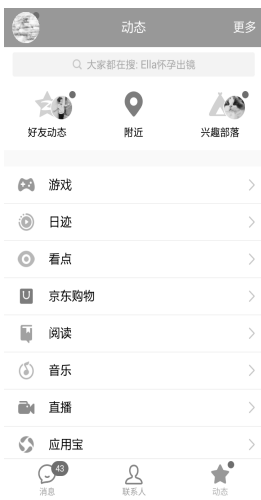 动态 更多
大家都在搜: Ella怀孕出镜
好友动态 附近 兴趣部落
游戏
日迹
看点
京东购物
阅读
音乐
直播
应用宝
43
消息 联系人 动态